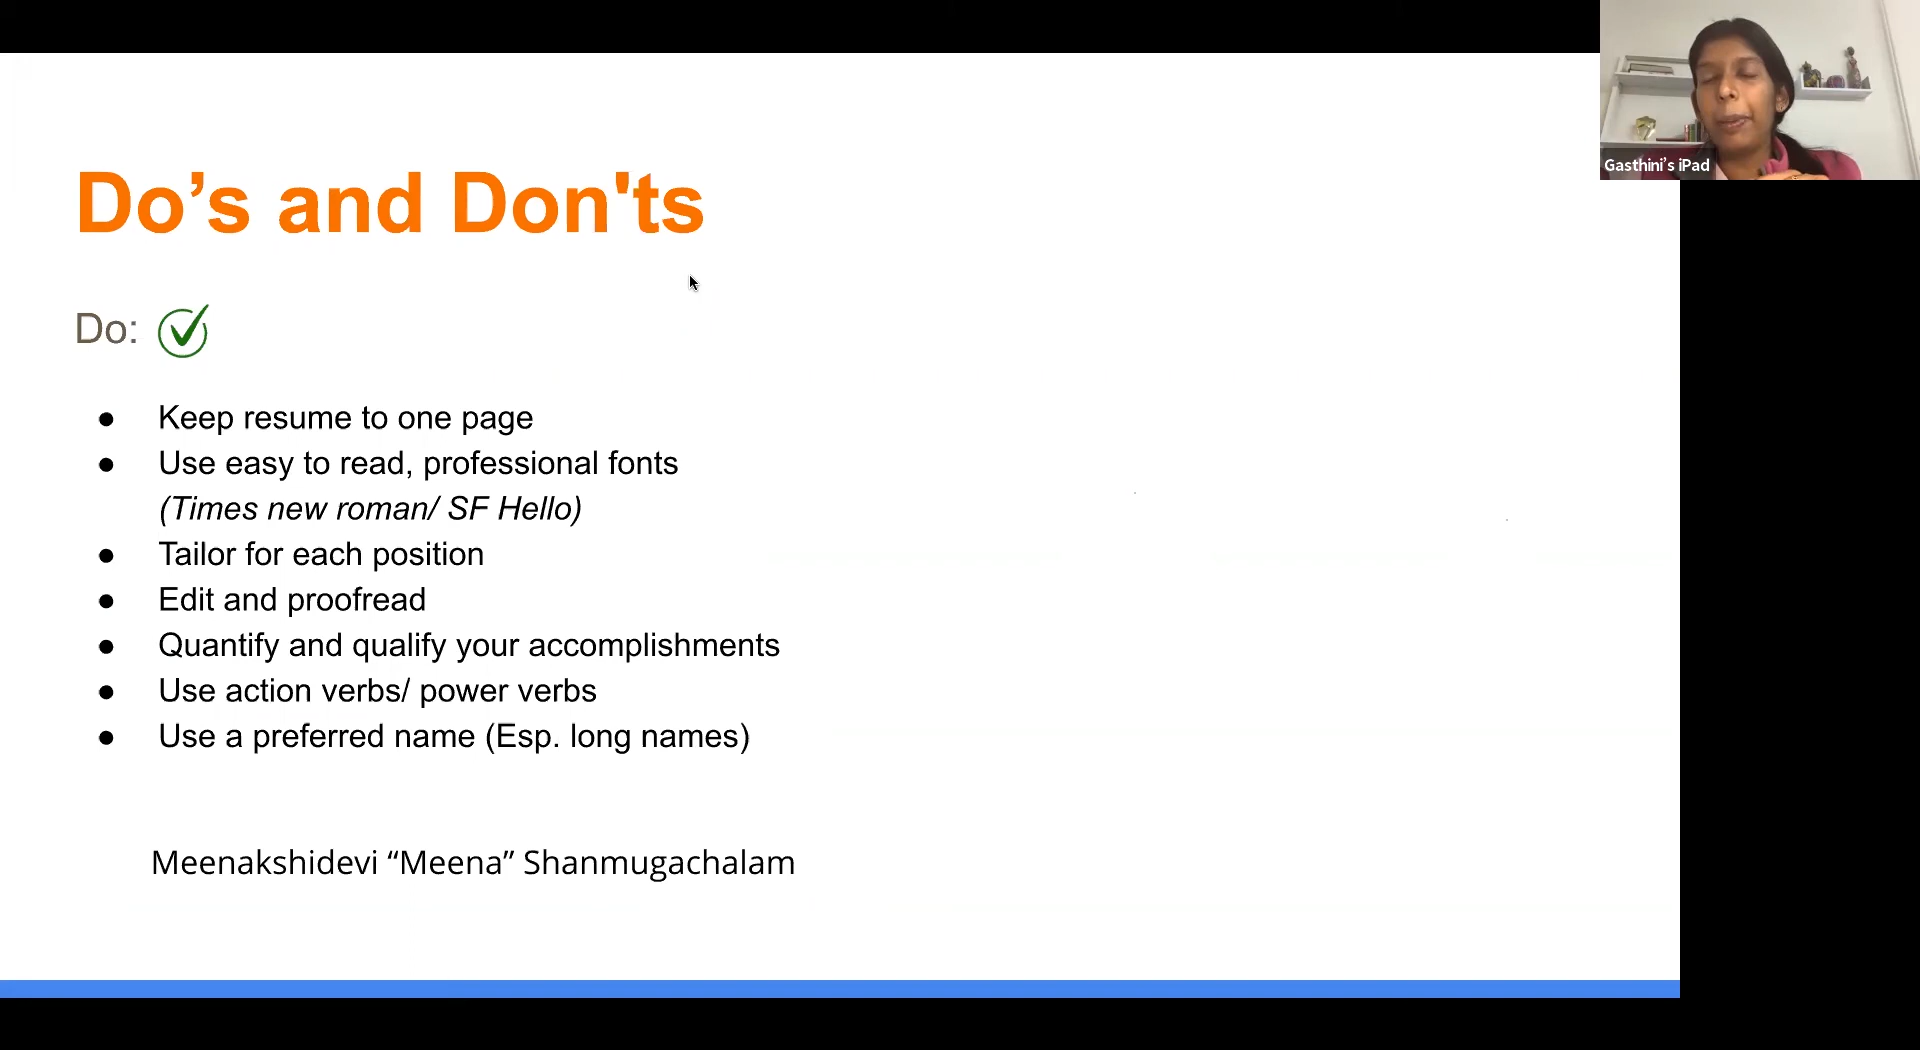 Do’s and Don'ts
Do:
● Keep resume to one page
● Use easy to read, professional fonts
(Times new roman/ SF Hello)
● Tailor for each position
● Edit and proofread
● Quantify and qualify your accomplishments
● Use action verbs/ power verbs
● Use a preferred name (Esp. long names)
Meenakshidevi “Meena” Shanmugachalam
Gasthini’s iPad